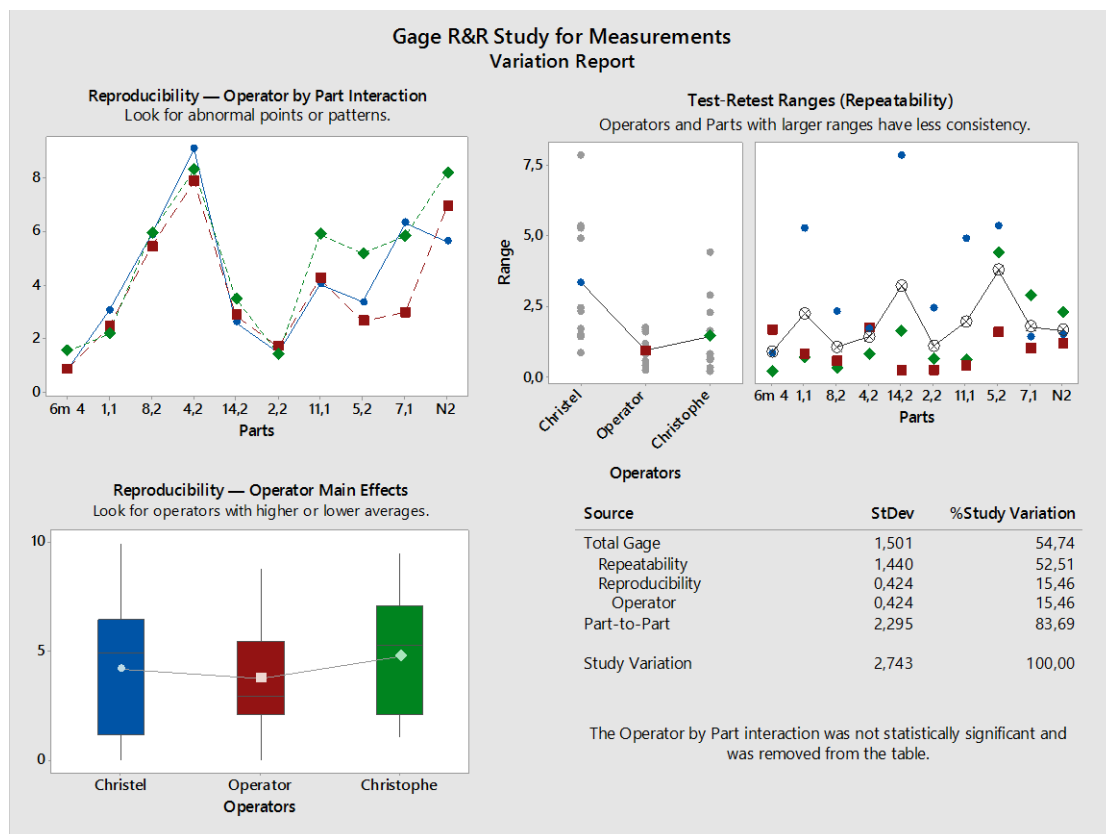 Gage R&R Study for Measurements
Variation Report
Reproducibility — Operator by Part Interaction
Look for abnormal points or patterns.
8
6
4
2
0
6m 4 1,1 8,2 4,2 14,2 2,2 11,1 5,2 7,1 N2
Parts
Test-Retest Ranges (Repeatability)
Operators and Parts with larger ranges have less consistency.
Range
7,5
5,0
2,5
0,0
Christel
Operator
Christophe
6m 4 1,1 8,2 4,2 14,2 2,2 11,1 5,2 7,1 N2
Parts
Operators
Reproducibility — Operator Main Effects
Look for operators with higher or lower averages.
10
5
0
Christel Operator Christophe
Operators
Source StDev %Study Variation
Total Gage 1,501 54,74
Repeatability 1,440 52,51
Reproducibility 0,424 15,46
Operator 0,424 15,46
Part-to-Part 2,295 83,69
Study Variation 2,743 100,00
The Operator by Part interaction was not statistically significant and
was removed from the table.